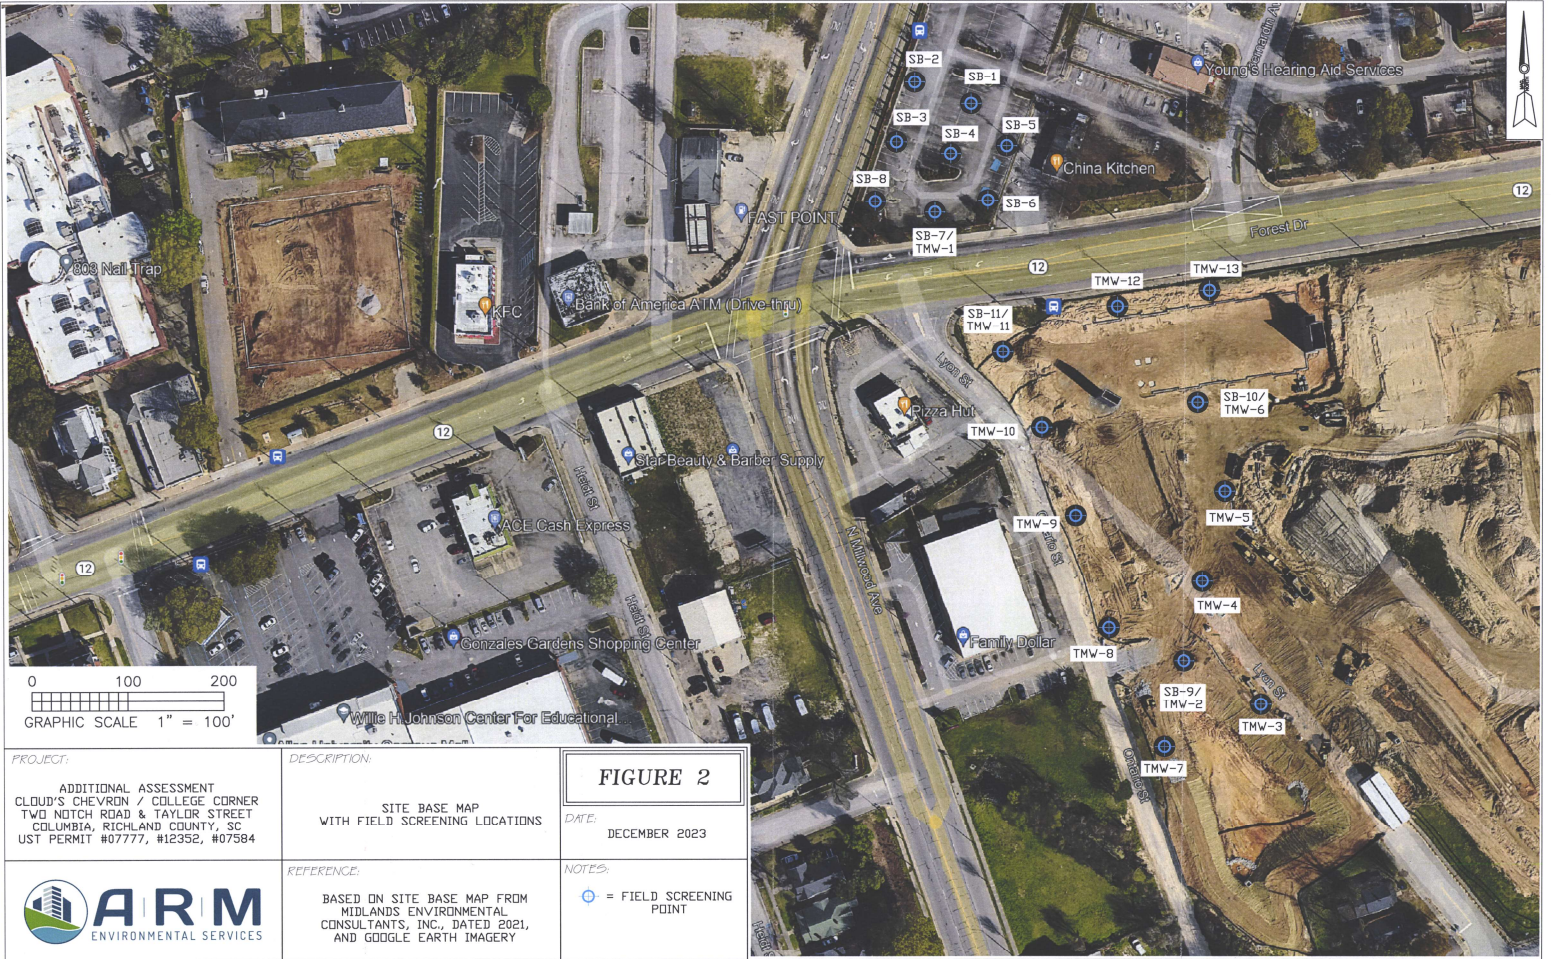 SB-2
SB-1
SB-3
SB-4
SB-5
SB-8
SB-6
SB-7/
TMW-1
Young's Hearing Aid Services
China Kitchen
FAST POINT
803 Nail Trap
KFC
Bank of America ATM (Drive-thru)
12
Forest Dr
12
TMW-12
TMW-13
SB-11/
TMW-11
Lyon St
Pizza Hut
TMW-10
SB-10/
TMW-6
12
Star Beauty & Barber Supply
Heidt St
ACE Cash Express
TMW-9
TMW-5
N Millwood Ave
12
TMW-4
Heidt St
Gonzales Gardens Shopping Center
Family Dollar
TMW-8
SB-9/
TMW-2
Lyon St
TMW-3
Willie H Johnson Center For Educational...
TMW-7
Ontario St
0 100 200
GRAPHIC SCALE 1" = 100'
PROJECT:
ADDITIONAL ASSESSMENT
CLOUD'S CHEVRON / COLLEGE CORNER
TWO NOTCH ROAD & TAYLOR STREET
COLUMBIA, RICHLAND COUNTY, SC
UST PERMIT #07777, #12352, #07584
DESCRIPTION:
SITE BASE MAP
WITH FIELD SCREENING LOCATIONS
FIGURE 2
DATE:
DECEMBER 2023
ARM
ENVIRONMENTAL SERVICES
REFERENCE:
BASED ON SITE BASE MAP FROM
MIDLANDS ENVIRONMENTAL
CONSULTANTS, INC., DATED 2021,
AND GOOGLE EARTH IMAGERY
NOTES:
= FIELD SCREENING
POINT